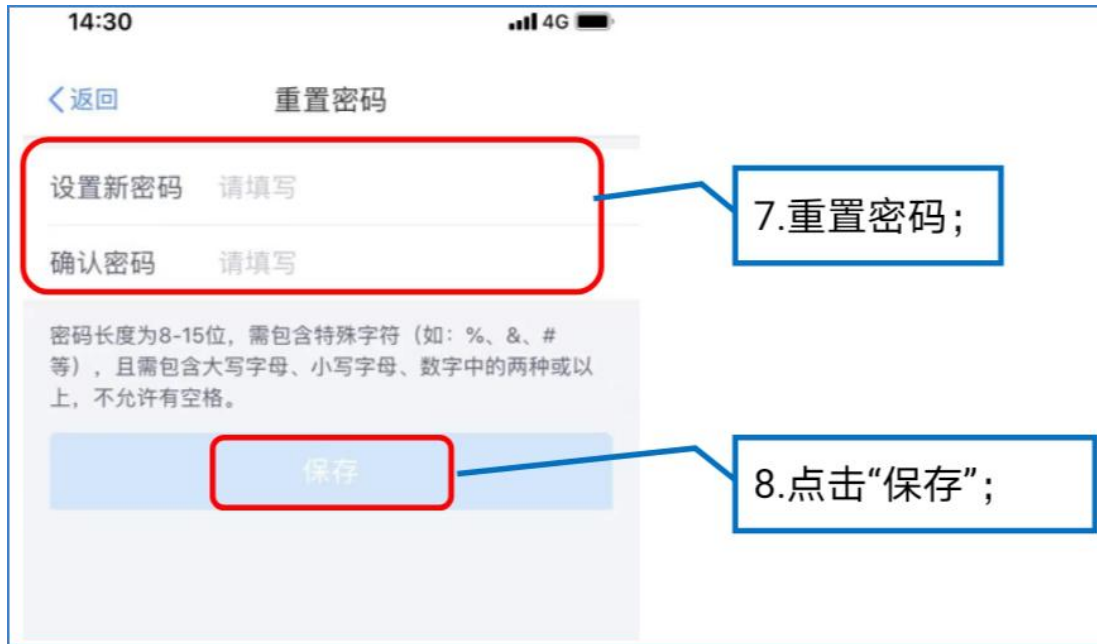 14:30 4G
返回 重置密码
设置新密码 请填写
确认密码 请填写
7.重置密码；
密码长度为8-15位，需包含特殊字符（如：%、&、#
等），且需包含大写字母、小写字母、数字中的两种或以
上，不允许有空格。
保存
8.点击“保存”；